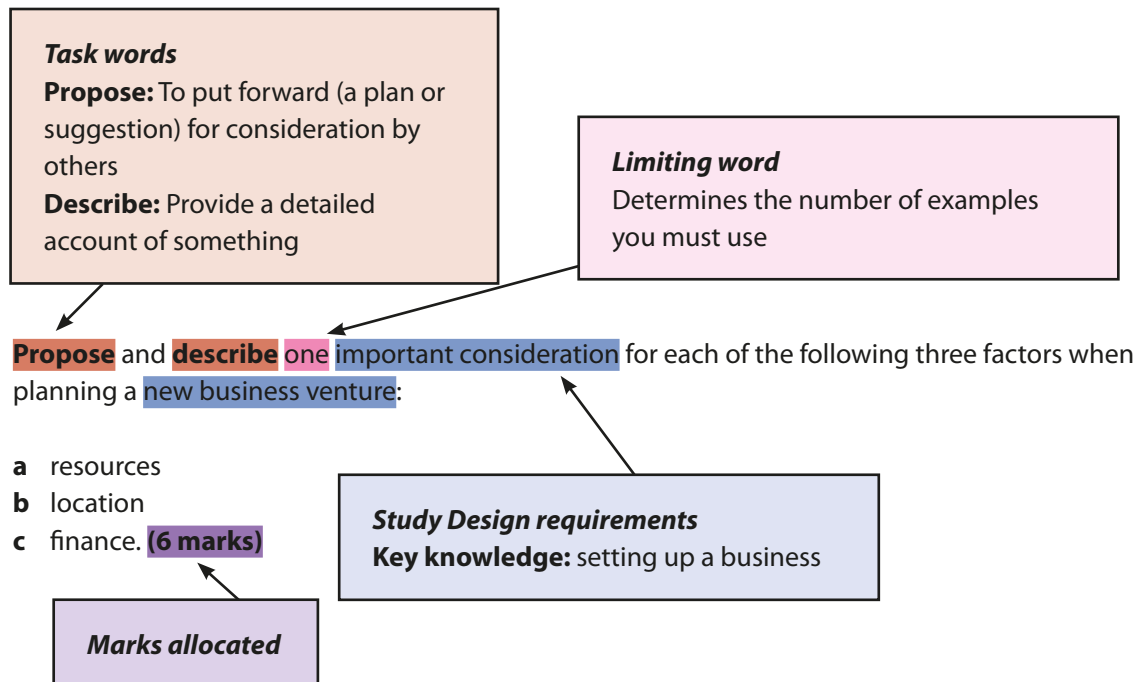 Task words
Propose: To put forward (a plan or
suggestion) for consideration by
others
Describe: Provide a detailed
account of something
Limiting word
Determines the number of examples
you must use
Propose and describe one important consideration for each of the following three factors when
planning a new business venture:
a resources
b location
c finance. (6 marks)
Study Design requirements
Key knowledge: setting up a business
Marks allocated